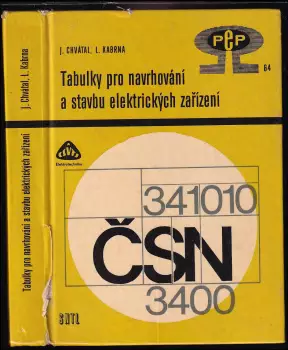 J. Chvátal, L. Kabrna
Tabulky pro navrhování a stavbu elektrických zařízení
J. CHVÁTAL, L. KABRNA
PEP
64
Tabulky pro navrhování
a stavbu elektrických zařízení
341010
ČSN
3400
SNTL